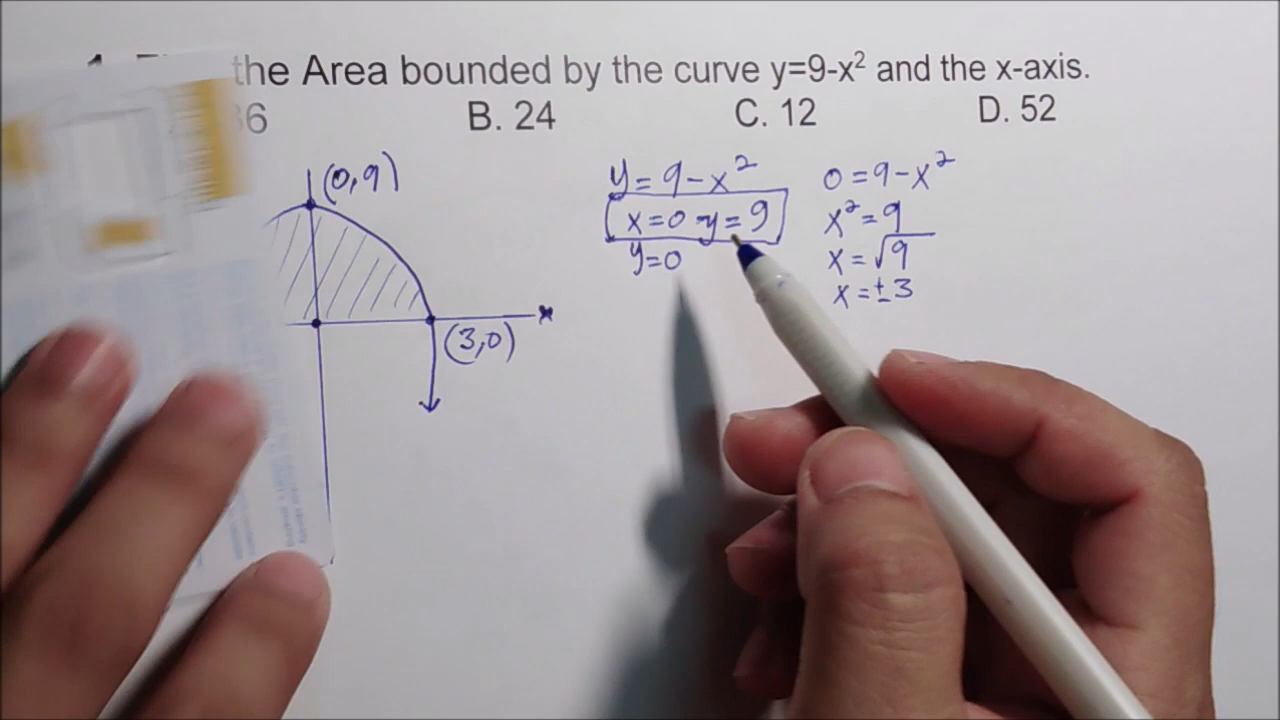 the Area bounded by the curve y=9-x² and the x-axis.
36 B. 24 C. 12 D. 52
(0,9)
x
(3,0)
y = 9 - x²
x = 0 y = 9
y = 0
0 = 9 - x²
x² = 9
x = √9
x = ±3